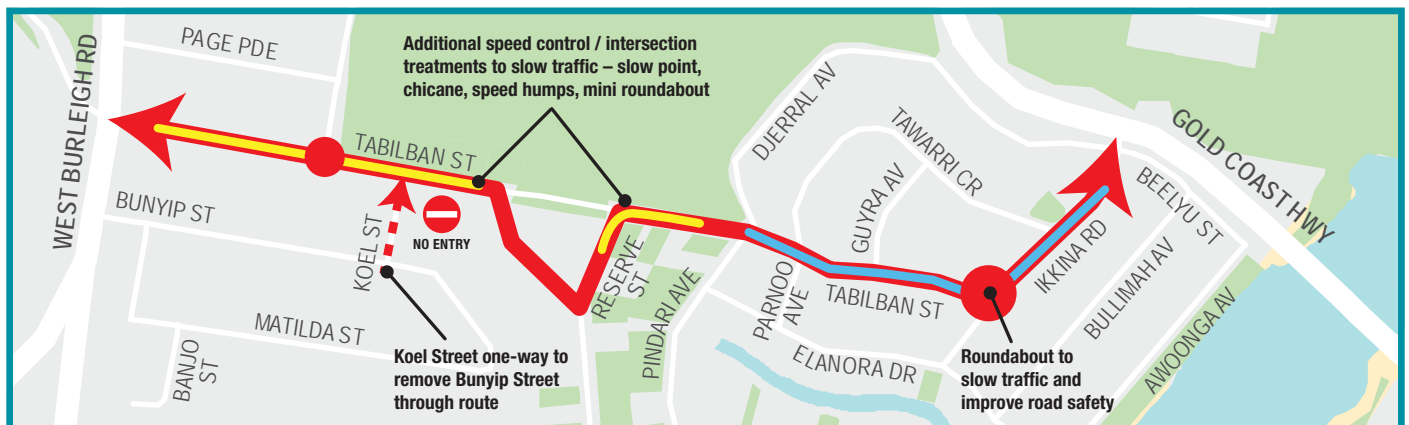 PAGE PDE
Additional speed control / intersection
treatments to slow traffic – slow point,
chicane, speed humps, mini roundabout
WEST BURLEIGH RD
TABILBAN ST
BUNYIP ST
KOEL ST
NO ENTRY
MATILDA ST
BANJO
ST
Koel Street one-way to
remove Bunyip Street
through route
RESERVE
ST
PINDARI AVE
DJERRAL AV
TAWARRI CR
GUYRA AV
PARNOO
AVE
TABILBAN ST
ELANORA DR
IKKINA RD
BEELYU ST
BULLIMAH AV
GOLD COAST HWY
AWOONGA AV
Roundabout to
slow traffic and
improve road safety